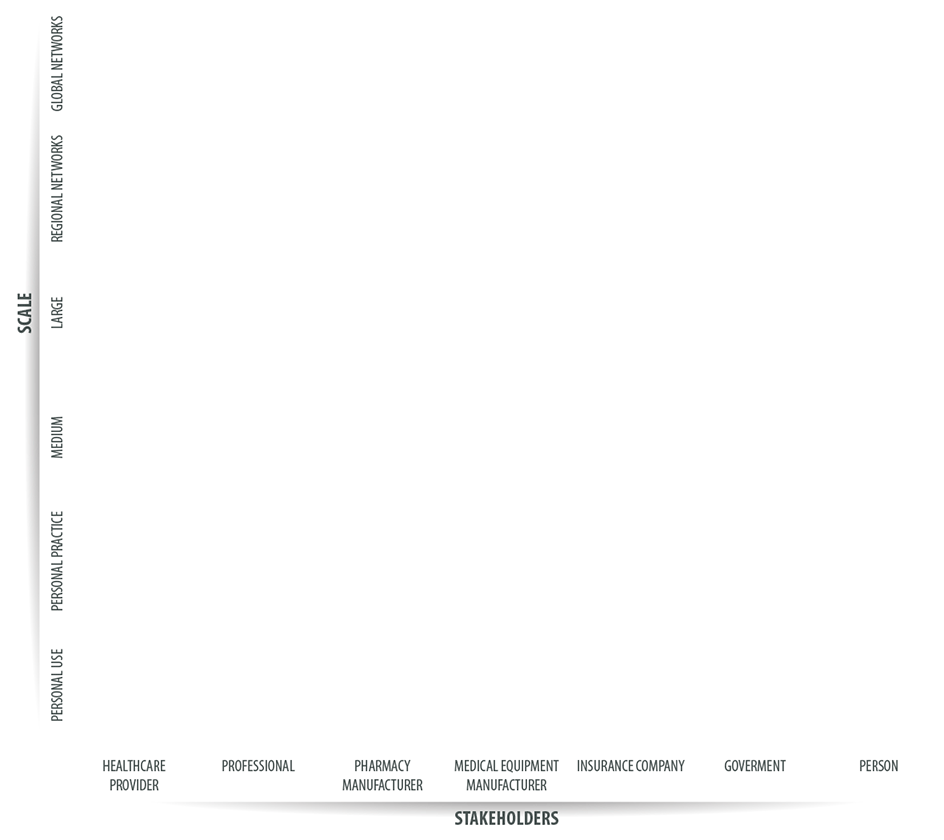 SCALE
GLOBAL NETWORKS
REGIONAL NETWORKS
LARGE
MEDIUM
PERSONAL PRACTICE
PERSONAL USE
HEALTHCARE
PROVIDER
PROFESSIONAL
PHARMACY
MANUFACTURER
MEDICAL EQUIPMENT
MANUFACTURER
INSURANCE COMPANY
GOVERMENT
PERSON
STAKEHOLDERS